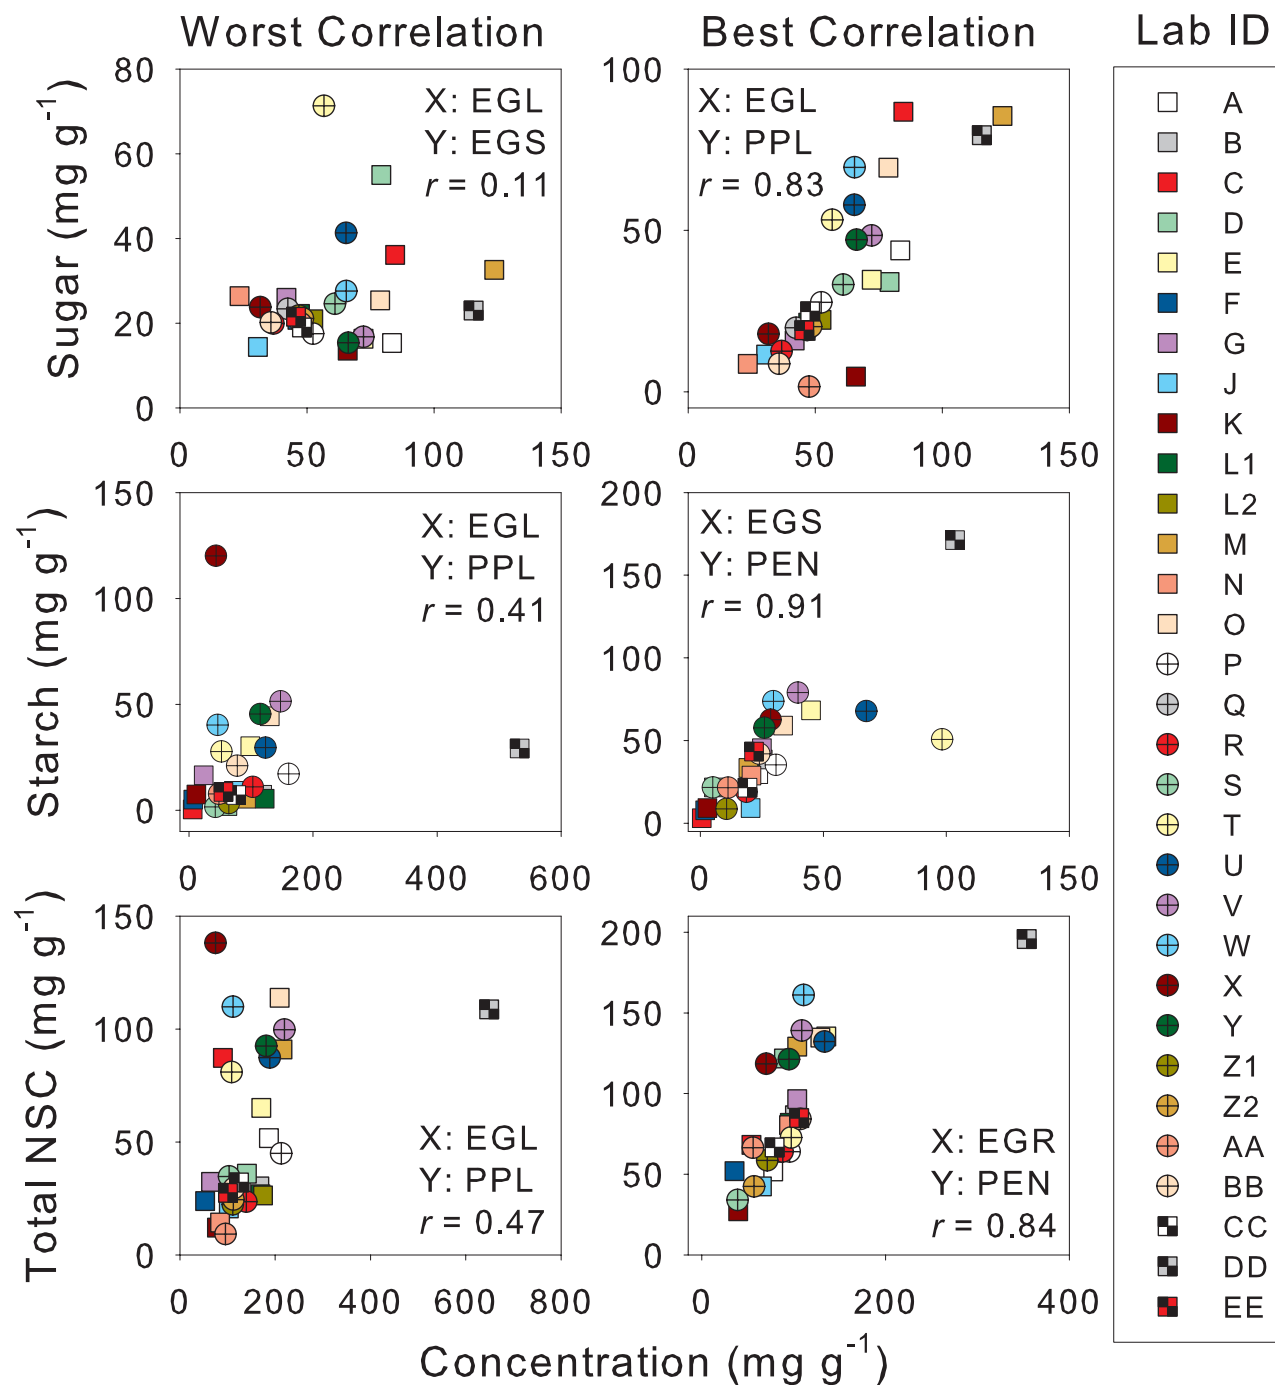 Worst Correlation
Best Correlation
Lab ID
Sugar (mg g⁻¹)
80
60
40
20
0
X: EGL
Y: EGS
r = 0.11
0
50
100
150
100
50
0
X: EGL
Y: PPL
r = 0.83
0
50
100
150
Starch (mg g⁻¹)
150
100
50
0
X: EGL
Y: PPL
r = 0.41
0
200
400
600
200
150
100
50
0
X: EGS
Y: PEN
r = 0.91
0
50
100
150
Total NSC (mg g⁻¹)
150
100
50
0
X: EGL
Y: PPL
r = 0.47
0
200
400
600
800
200
150
100
50
0
X: EGR
Y: PEN
r = 0.84
0
200
400
Concentration (mg g⁻¹)
A
B
C
D
E
F
G
J
K
L1
L2
M
N
O
P
Q
R
S
T
U
V
W
X
Y
Z1
Z2
AA
BB
CC
DD
EE